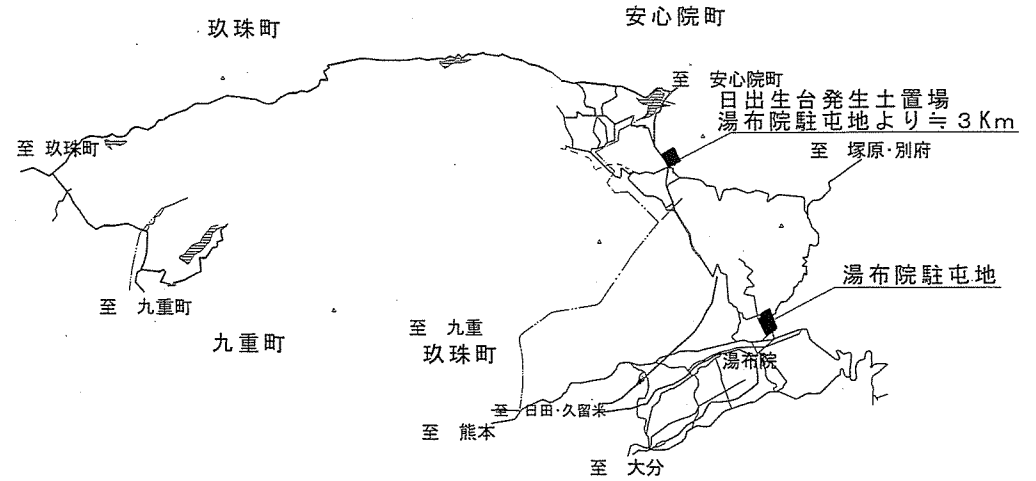 玖珠町
安心院町
至 安心院町
日出生台発生土置場
湯布院駐屯地より≒3Km
至 玖珠町
至 塚原・別府
湯布院駐屯地
至 九重町
九重町
至 九重
玖珠町
湯布院
至 日田・久留米
至 熊本
至 大分